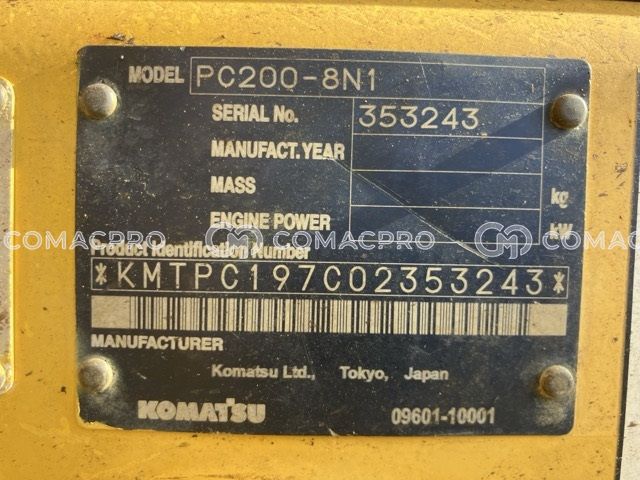 MODEL PC200-8N1
SERIAL No. 353243
MANUFACT.YEAR
MASS kg
ENGINE POWER kW
COMACPRO COMACPRO COMACPRO
Product Identification Number
*KMTPC197C02353243*
MANUFACTURER
Komatsu Ltd., Tokyo, Japan
KOMATSU 09601-10001